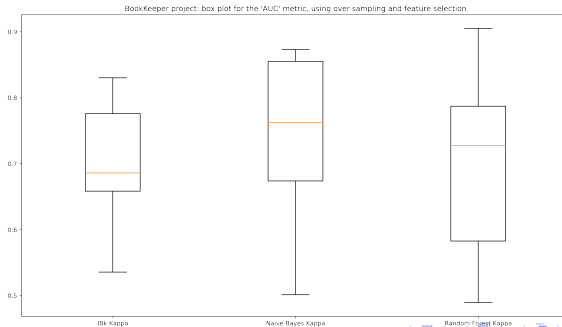 BookKeeper project: box plot for the 'AUC' metric, using over-sampling and feature selection
0.9
0.8
0.7
0.6
0.5
IBk Kappa Naive Bayes Kappa Random Forest Kappa